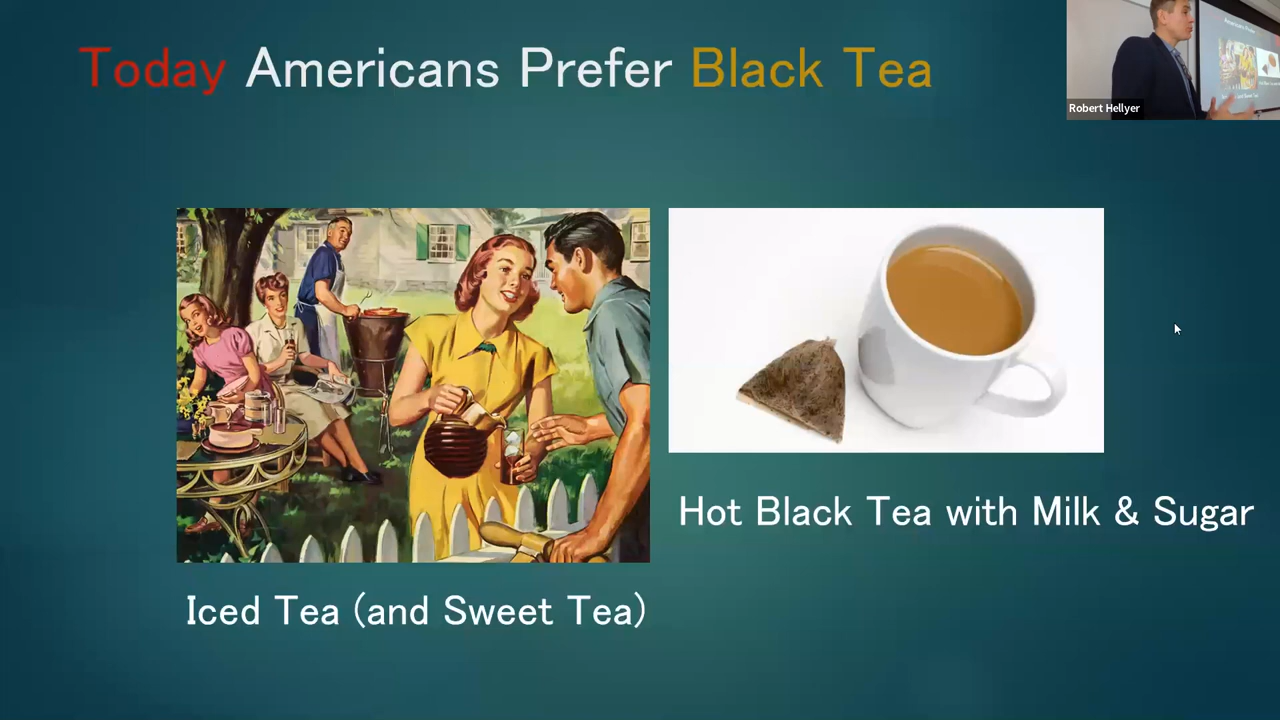 Today Americans Prefer Black Tea
Robert Hellyer
Hot Black Tea with Milk & Sugar
Iced Tea (and Sweet Tea)